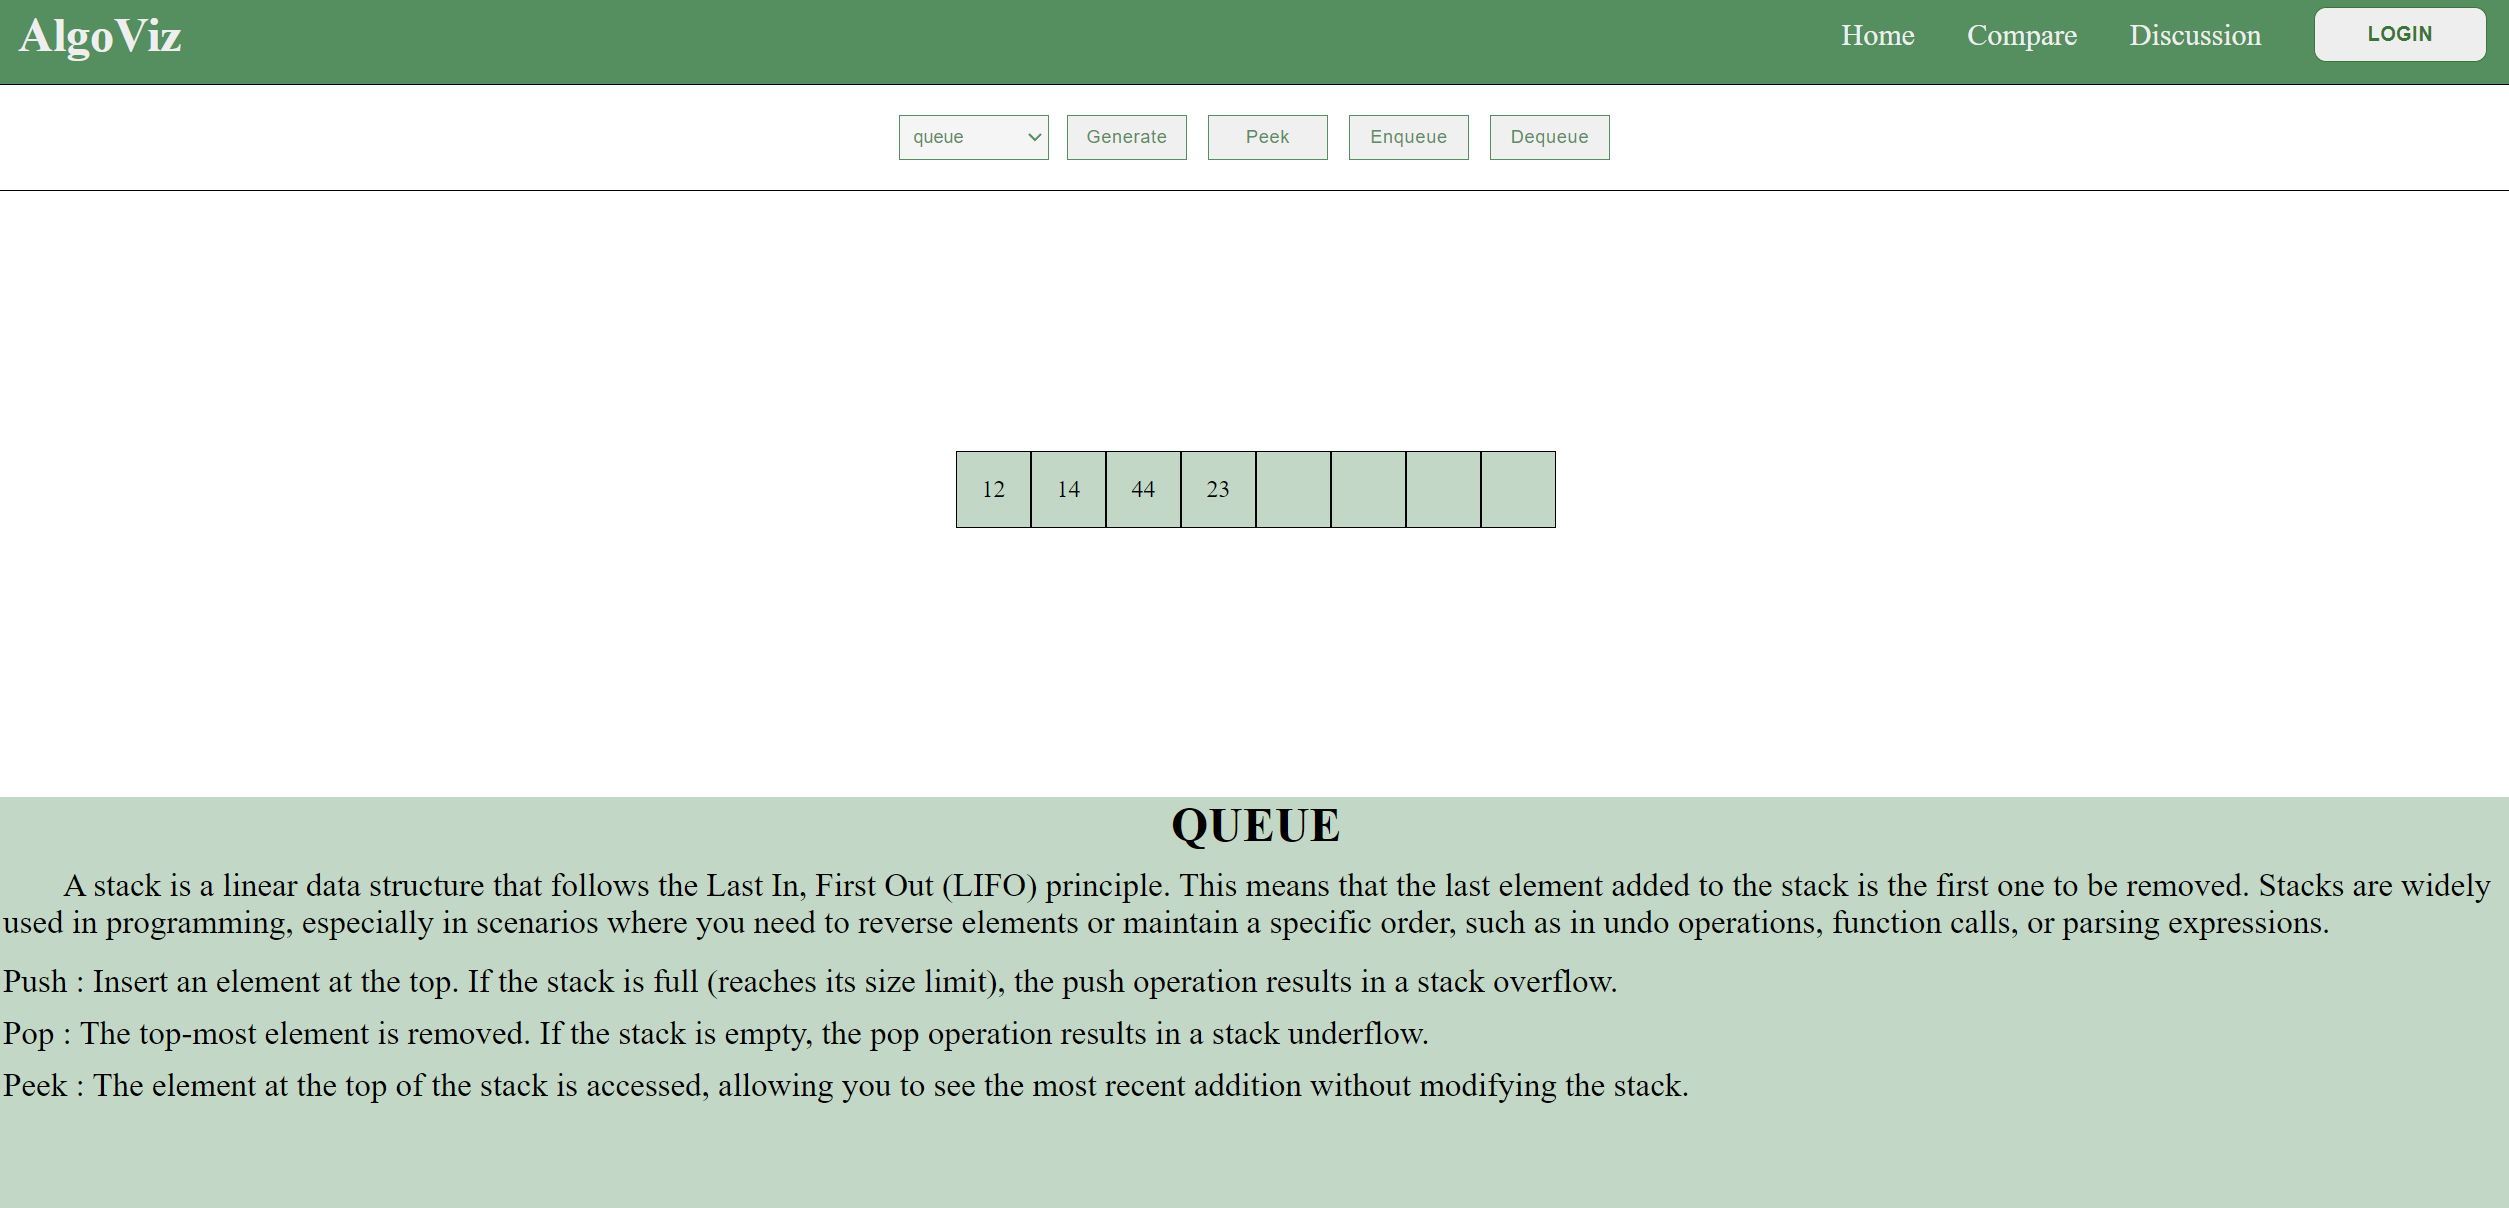 AlgoViz Home Compare Discussion LOGIN
queue Generate Peek Enqueue Dequeue
12 14 44 23
QUEUE
A stack is a linear data structure that follows the Last In, First Out (LIFO) principle. This means that the last element added to the stack is the first one to be removed. Stacks are widely
used in programming, especially in scenarios where you need to reverse elements or maintain a specific order, such as in undo operations, function calls, or parsing expressions.
Push : Insert an element at the top. If the stack is full (reaches its size limit), the push operation results in a stack overflow.
Pop : The top-most element is removed. If the stack is empty, the pop operation results in a stack underflow.
Peek : The element at the top of the stack is accessed, allowing you to see the most recent addition without modifying the stack.